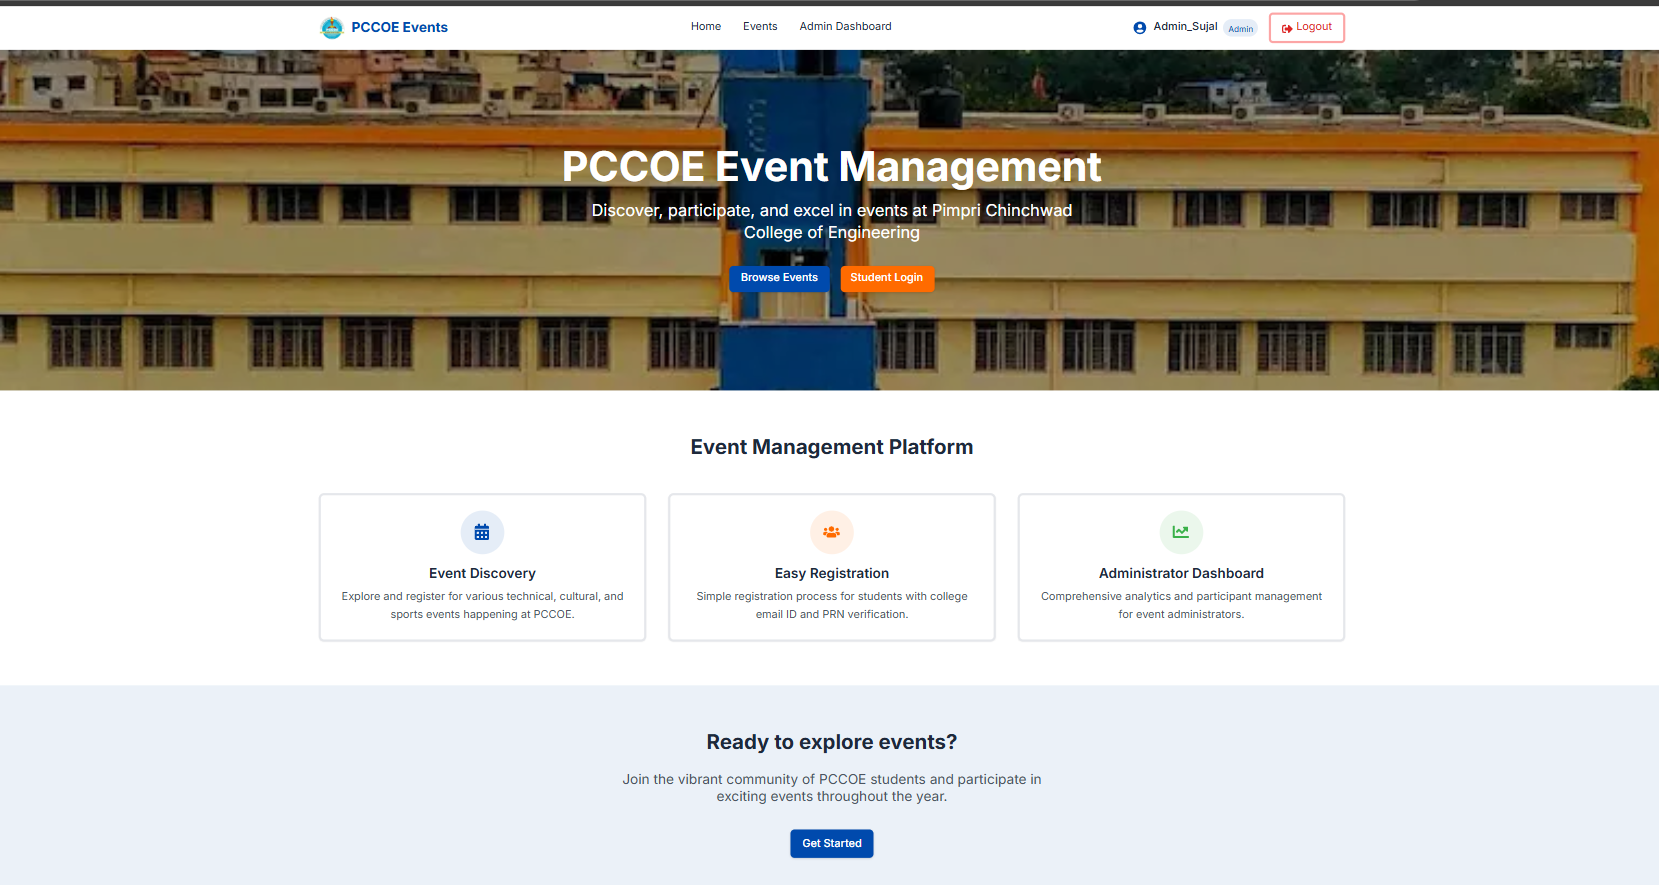 PCCOE Events
Home
Events
Admin Dashboard
Admin_Sujal
Admin
Logout
PCCOE Event Management
Discover, participate, and excel in events at Pimpri Chinchwad
College of Engineering
Browse Events
Student Login
Event Management Platform
Event Discovery
Explore and register for various technical, cultural, and
sports events happening at PCCOE.
Easy Registration
Simple registration process for students with college
email ID and PRN verification.
Administrator Dashboard
Comprehensive analytics and participant management
for event administrators.
Ready to explore events?
Join the vibrant community of PCCOE students and participate in
exciting events throughout the year.
Get Started